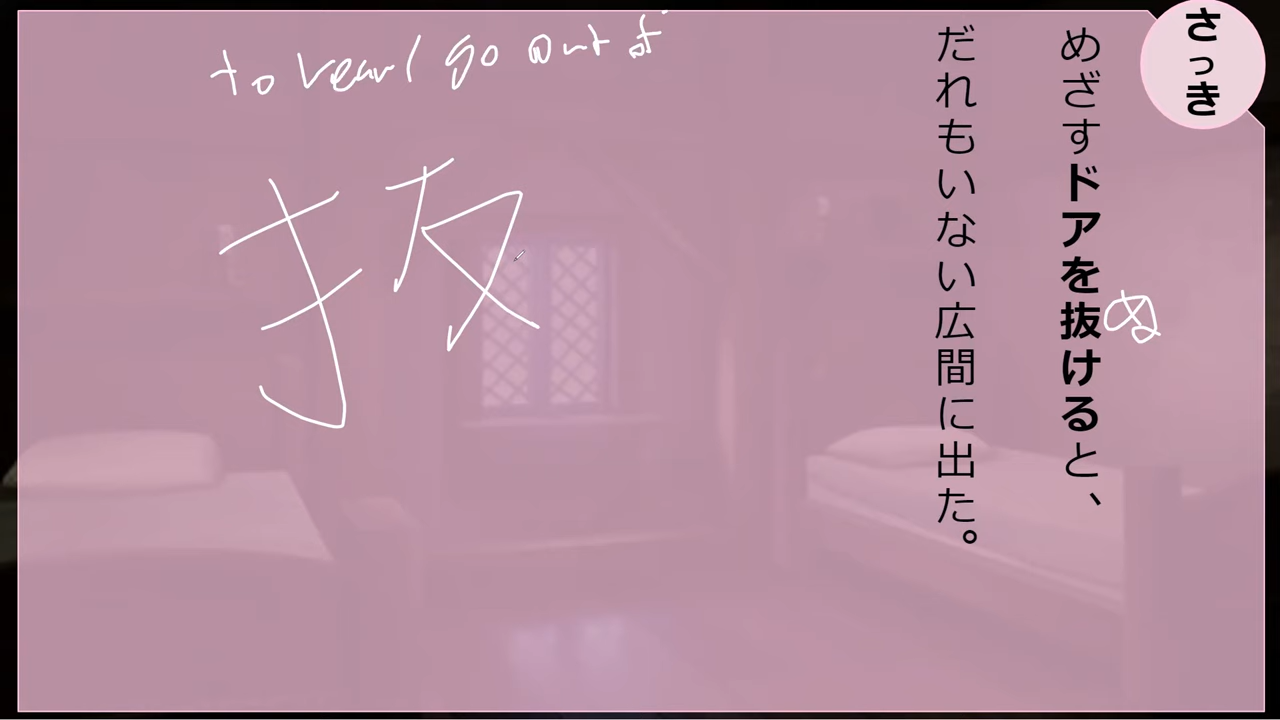 さっき
めざすドアを抜けると、
ぬ
だれもいない広間に出た。
to go out of
抜